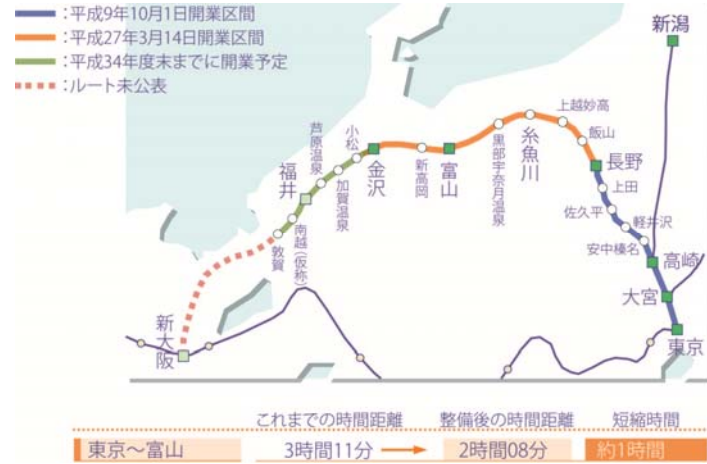 ：平成9年10月1日開業区間
：平成27年3月14日開業区間
：平成34年度末までに開業予定
：ルート未公表
新潟
上越妙高
飯山
糸魚川
黒部宇奈月温泉
長野
上田
佐久平
軽井沢
安中榛名
高崎
大宮
東京
富山
新高岡
金沢
小松
加賀温泉
芦原温泉
福井
南越(仮称)
敦賀
新大阪
これまでの時間距離 整備後の時間距離 短縮時間
東京～富山 3時間11分 2時間08分 約1時間